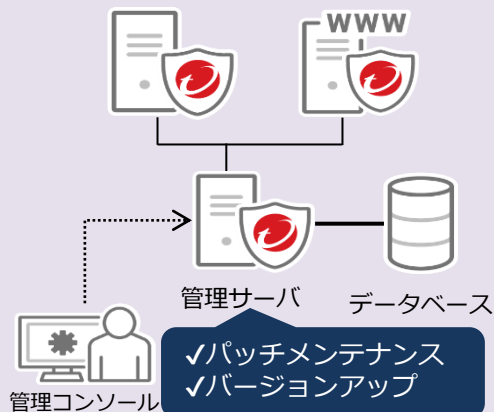 WWW
管理サーバ
データベース
✓パッチメンテナンス
✓バージョンアップ
管理コンソール